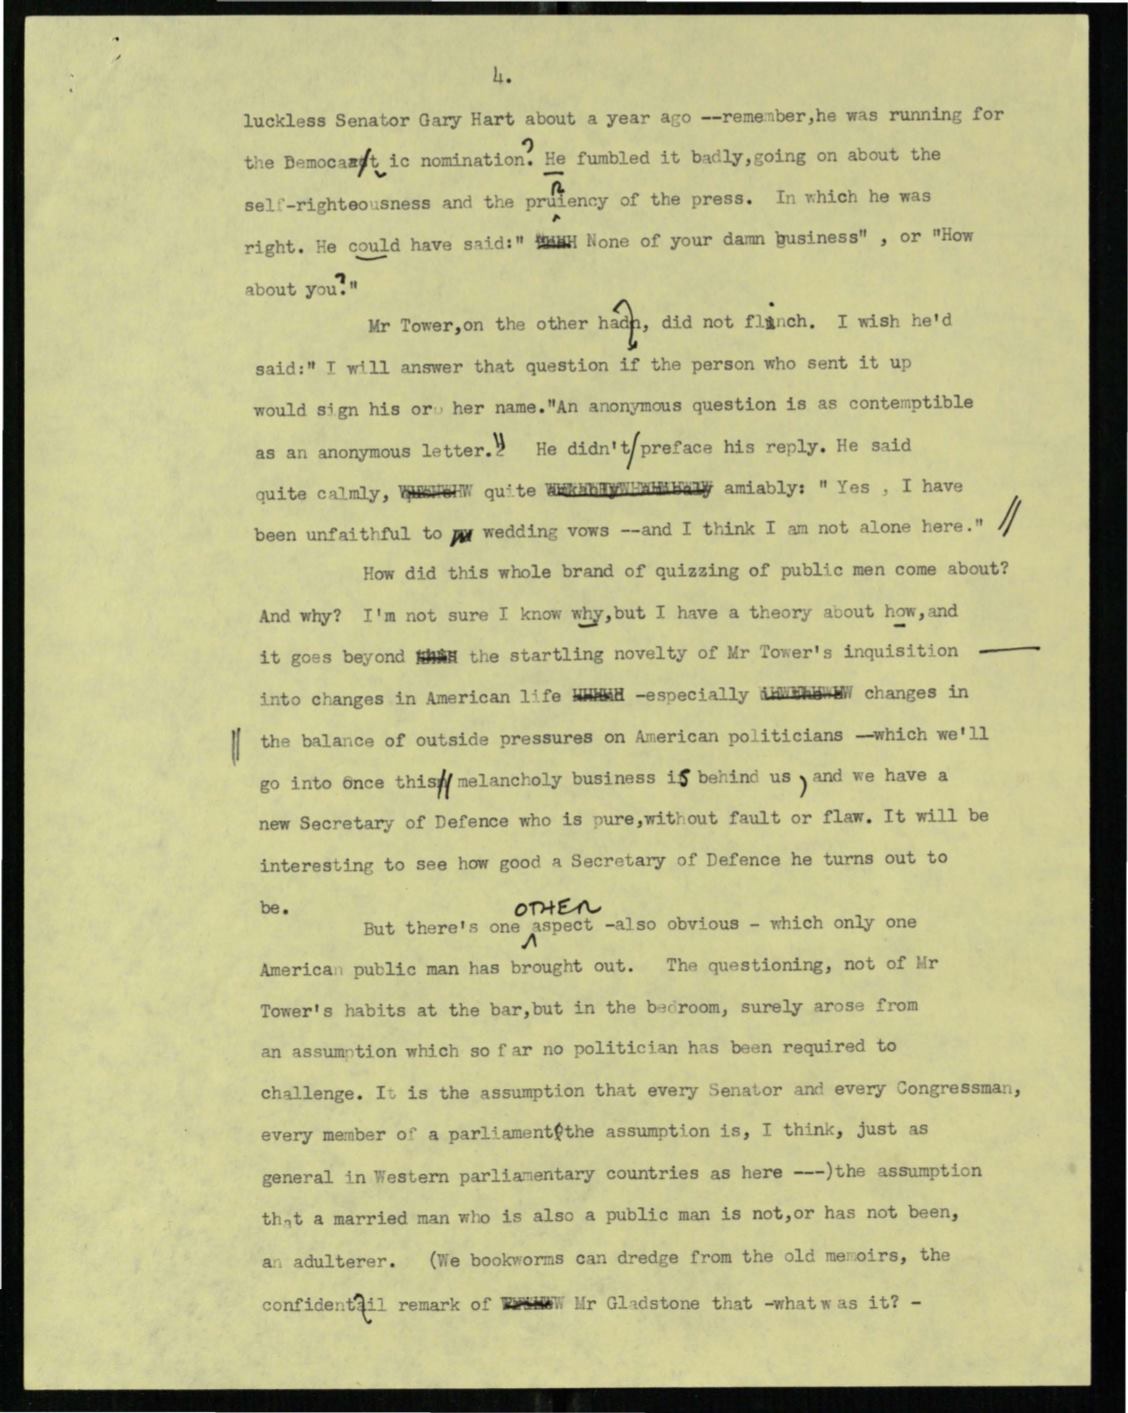 4.
luckless Senator Gary Hart about a year ago --remember,he was running for
the Democaat ic nomination? He fumbled it badly,going on about the
self-righteousness and the pruRiency of the press. In which he was
right. He could have said:" None of your damn business" , or "How
about you?"
Mr Tower,on the other hadn, did not flinch. I wish he'd
said:" I will answer that question if the person who sent it up
would sign his or her name."An anonymous question is as contemptible
as an anonymous letter." He didn't/preface his reply. He said
quite calmly, quite amiably: " Yes , I have
been unfaithful to wedding vows --and I think I am not alone here." //
How did this whole brand of quizzing of public men come about?
And why? I'm not sure I know why,but I have a theory about how,and
it goes beyond the startling novelty of Mr Tower's inquisition —
into changes in American life -especially changes in
the balance of outside pressures on American politicians --which we'll
go into once this// melancholy business is behind us , and we have a
new Secretary of Defence who is pure,without fault or flaw. It will be
interesting to see how good a Secretary of Defence he turns out to
be.
But there's one OTHER aspect -also obvious - which only one
American public man has brought out. The questioning, not of Mr
Tower's habits at the bar,but in the bedroom, surely arose from
an assumption which so far no politician has been required to
challenge. It is the assumption that every Senator and every Congressman,
every member of a parliament(the assumption is, I think, just as
general in Western parliamentary countries as here ---)the assumption
that a married man who is also a public man is not,or has not been,
an adulterer. (We bookworms can dredge from the old memoirs, the
confidentail remark of Mr Gladstone that -what was it? -